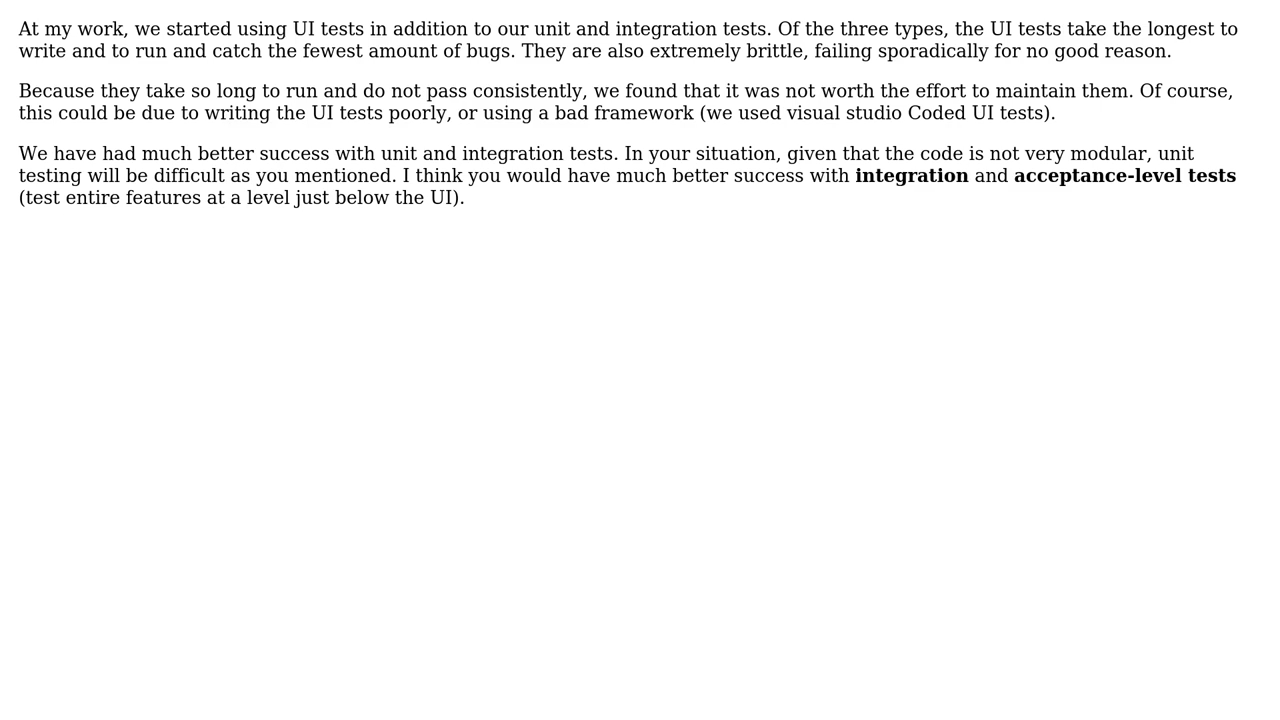 At my work, we started using UI tests in addition to our unit and integration tests. Of the three types, the UI tests take the longest to
write and to run and catch the fewest amount of bugs. They are also extremely brittle, failing sporadically for no good reason.
Because they take so long to run and do not pass consistently, we found that it was not worth the effort to maintain them. Of course,
this could be due to writing the UI tests poorly, or using a bad framework (we used visual studio Coded UI tests).
We have had much better success with unit and integration tests. In your situation, given that the code is not very modular, unit
testing will be difficult as you mentioned. I think you would have much better success with integration and acceptance-level tests
(test entire features at a level just below the UI).